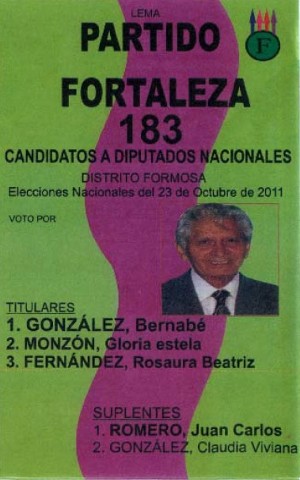 LEMA
PARTIDO
F
FORTALEZA
183
CANDIDATOS A DIPUTADOS NACIONALES
DISTRITO FORMOSA
Elecciones Nacionales del 23 de Octubre de 2011
VOTO POR
TITULARES
1. GONZÁLEZ, Bernabé
2. MONZÓN, Gloria estela
3. FERNÁNDEZ, Rosaura Beatriz
SUPLENTES
1. ROMERO, Juan Carlos
2. GONZÁLEZ, Claudia Viviana